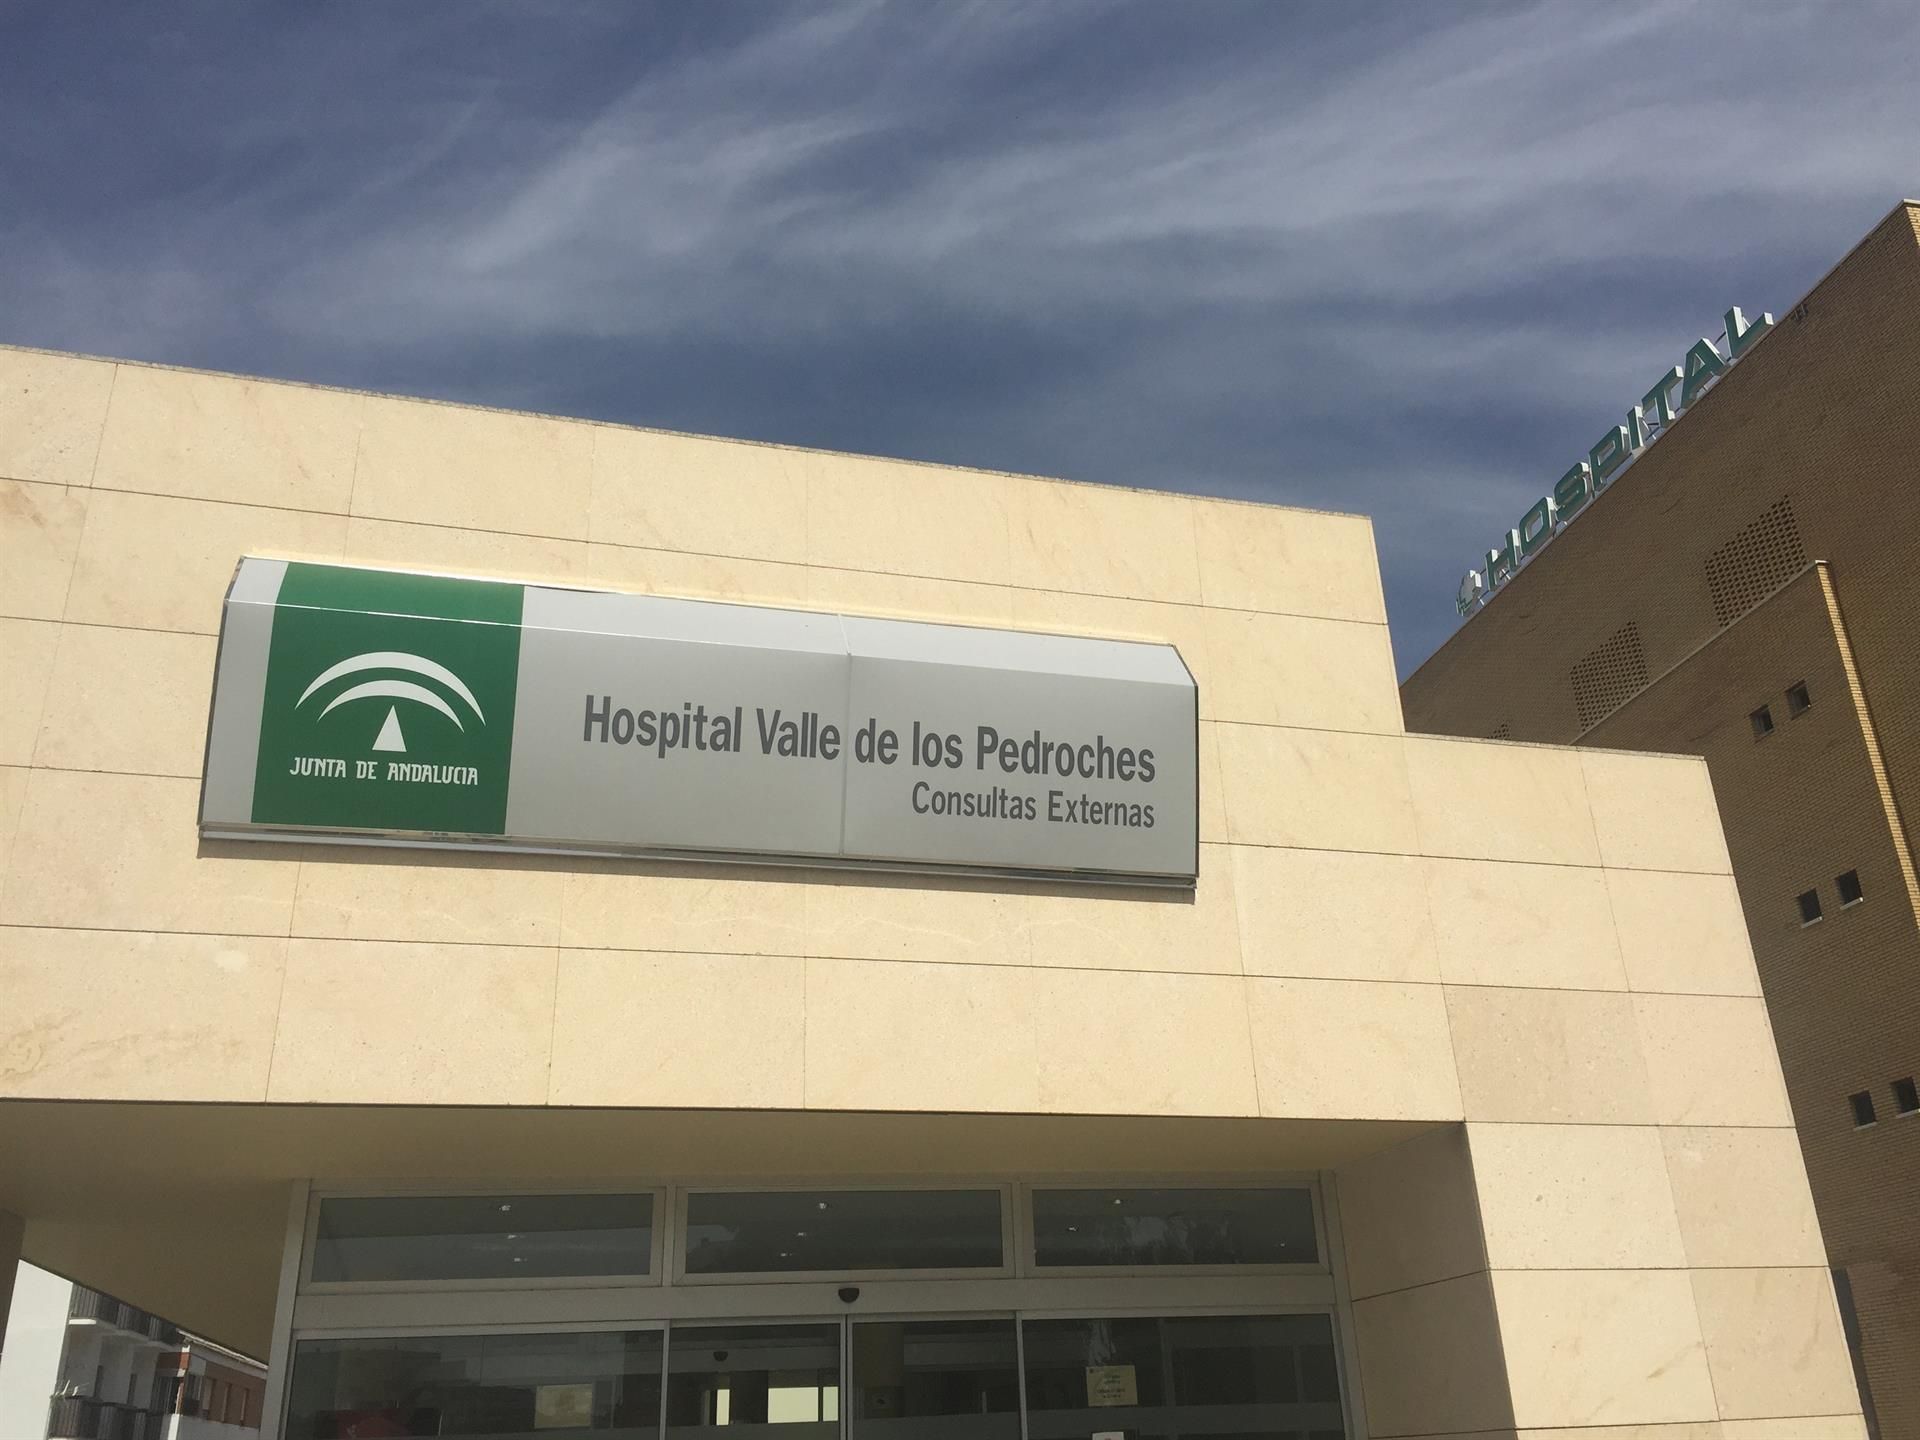 HOSPITAL
JUNTA DE ANDALUCIA
Hospital Valle de los Pedroches
Consultas Externas